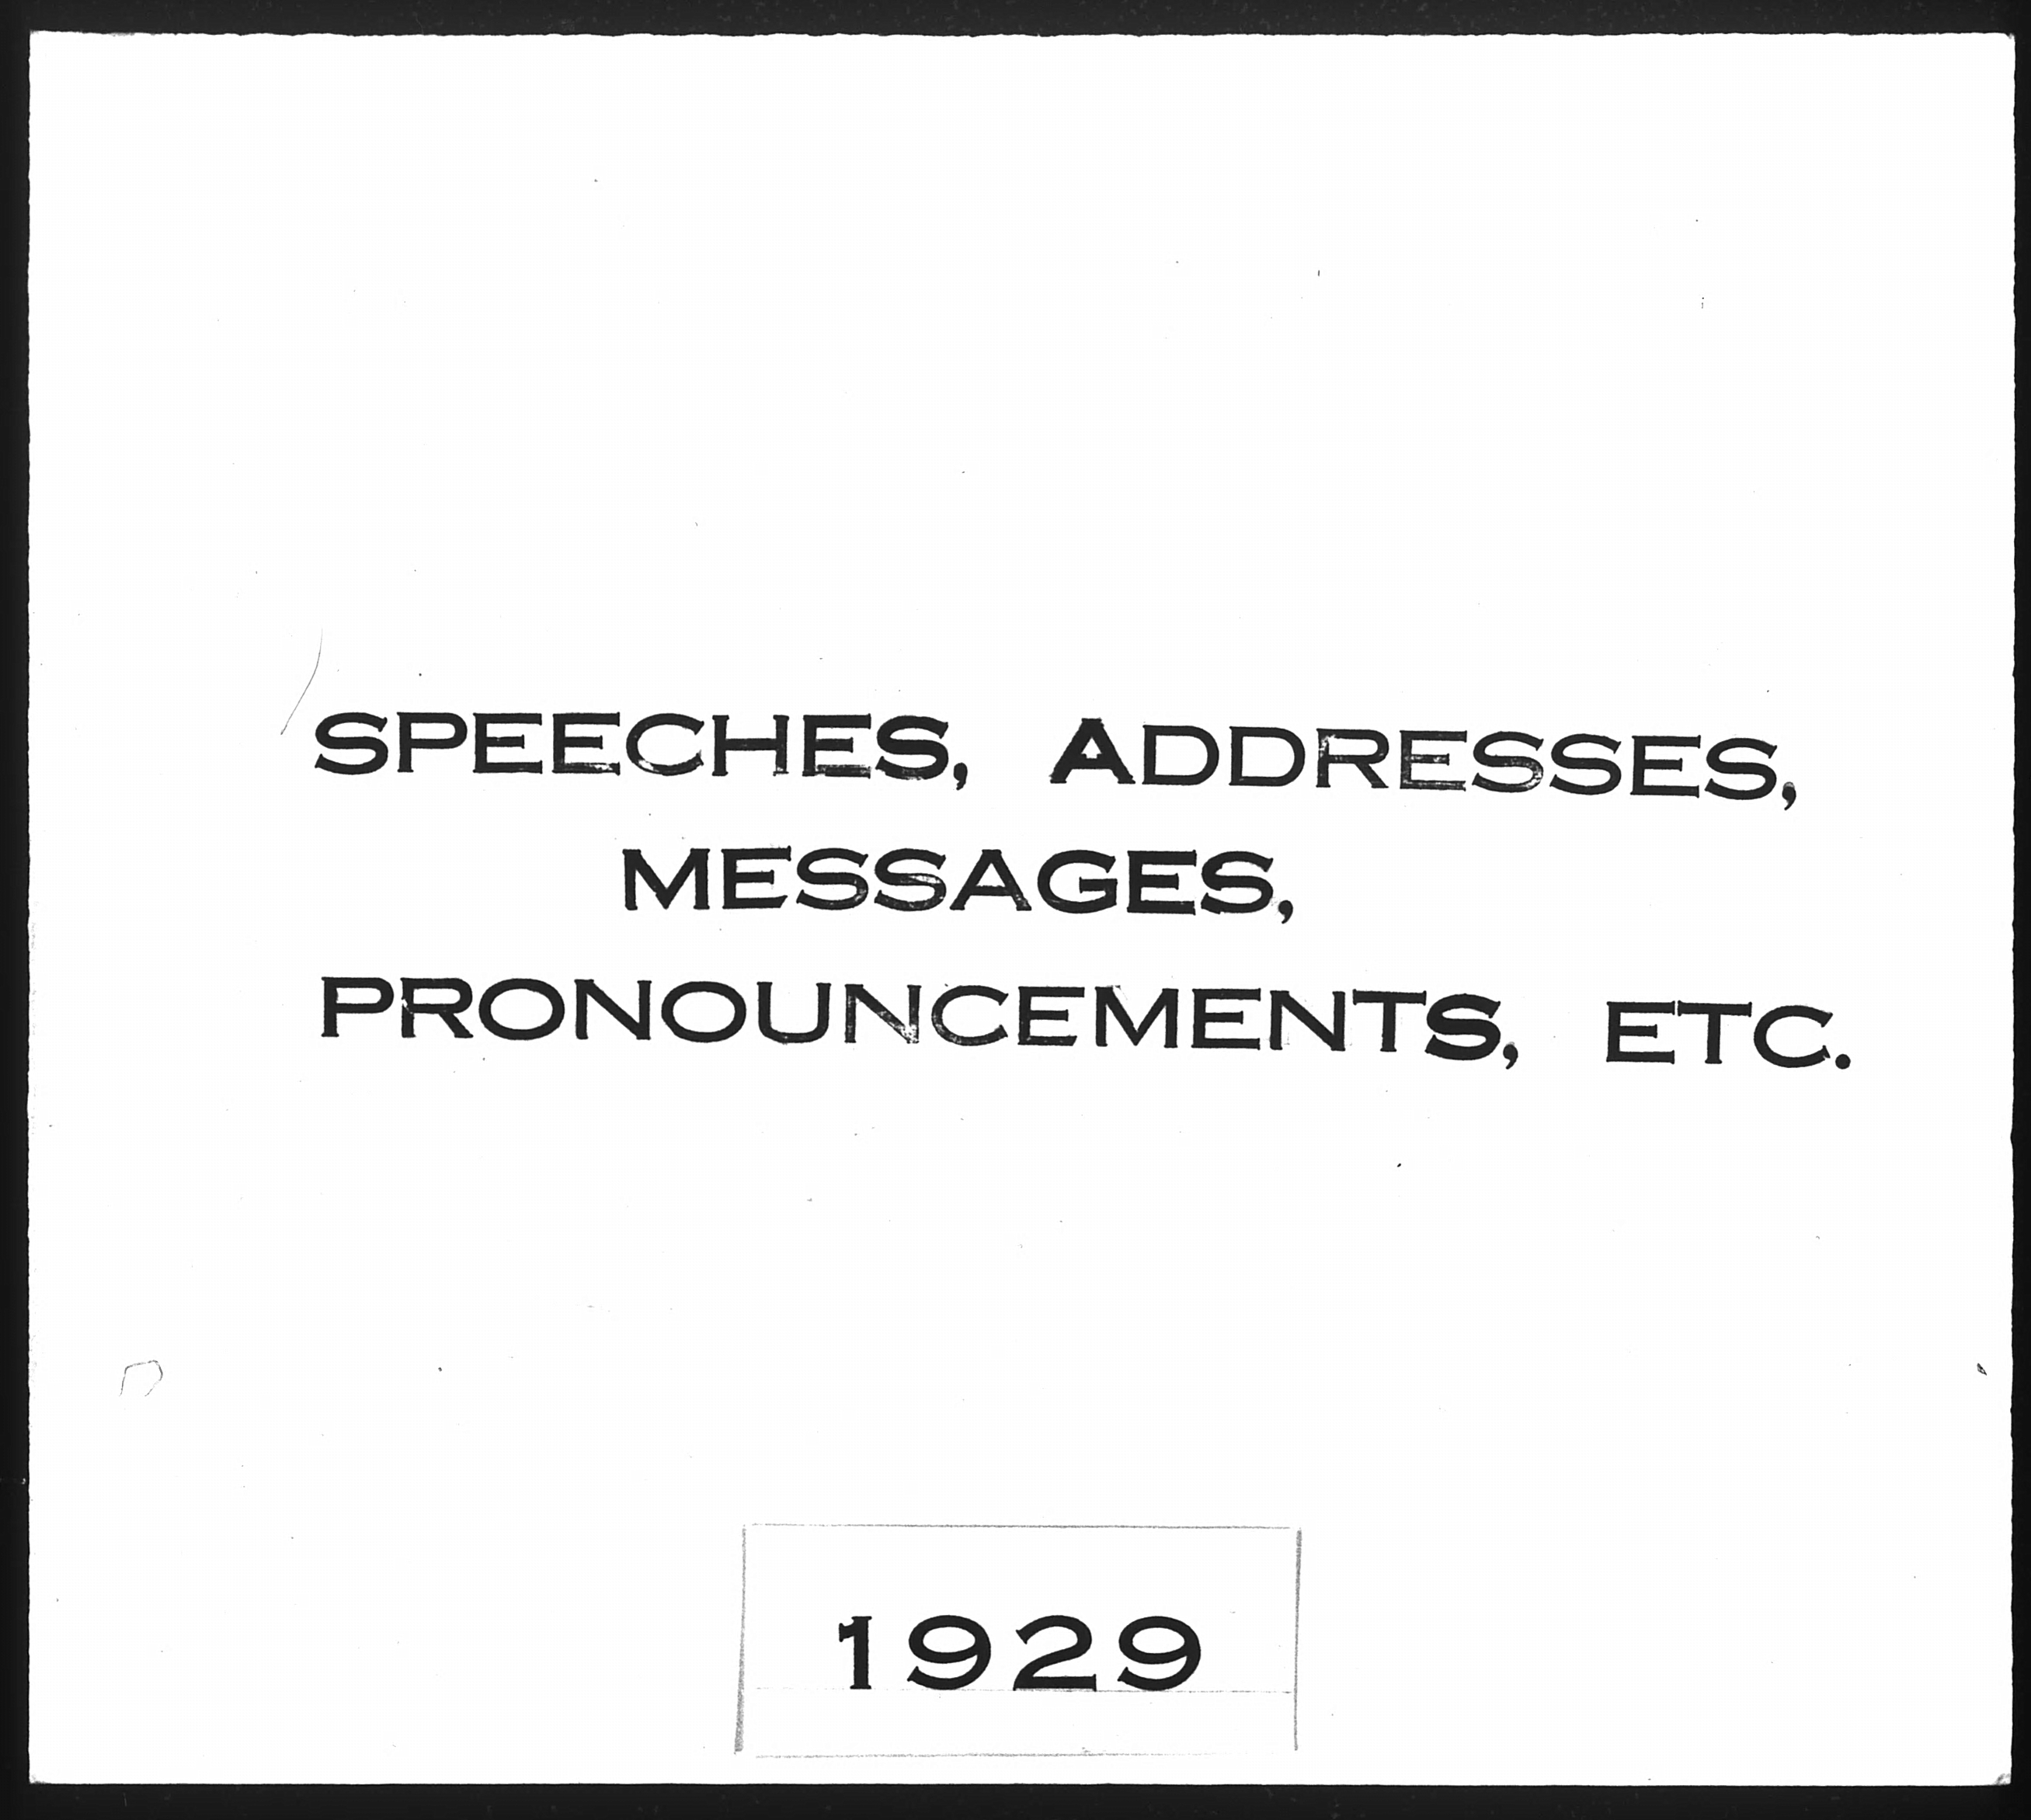 SPEECHES, ADDRESSES,
MESSAGES,
PRONOUNCEMENTS, ETC.
1929